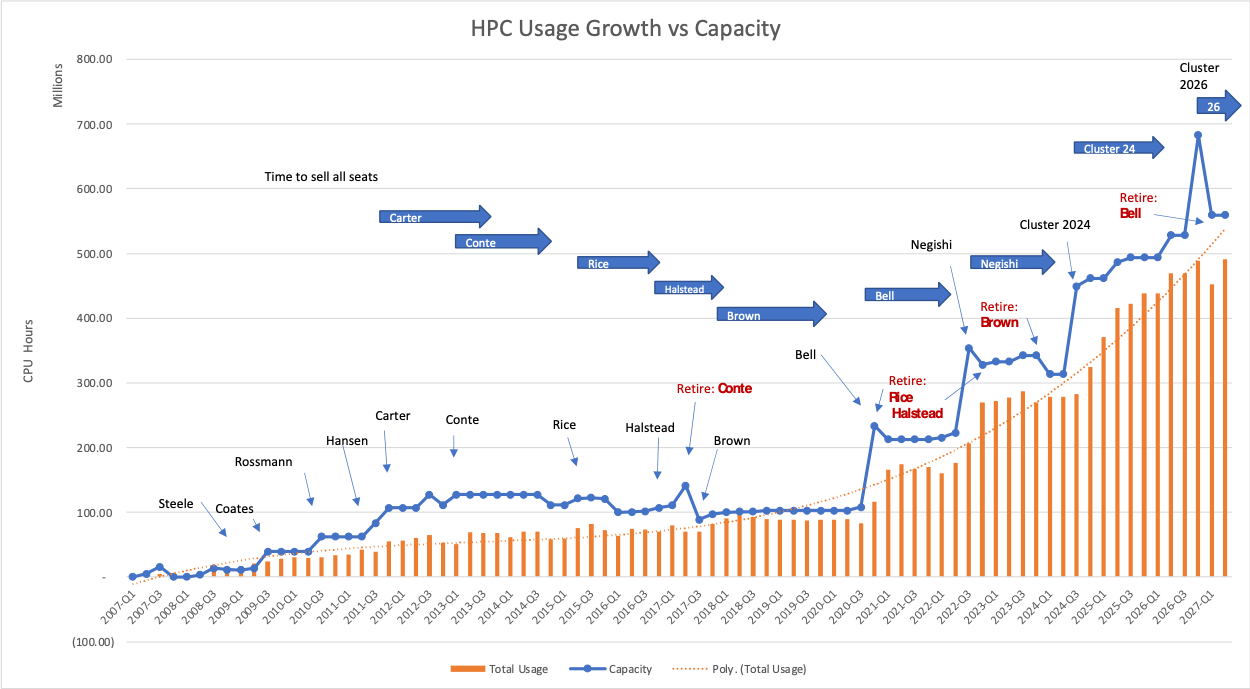 HPC Usage Growth vs Capacity
Millions
CPU Hours
800.00
700.00
600.00
500.00
400.00
300.00
200.00
100.00
-
(100.00)
Cluster
2026
26
Cluster 24
Time to sell all seats
Retire:
Bell
Carter
Cluster 2024
Conte
Negishi
Rice
Negishi
Halstead
Bell
Brown
Retire:
Brown
Bell
Retire:
Rice
Halstead
Retire: Conte
Carter
Conte
Rice
Halstead
Brown
Hansen
Rossmann
Steele
Coates
2007-Q1
2007-Q3
2008-Q1
2008-Q3
2009-Q1
2009-Q3
2010-Q1
2010-Q3
2011-Q1
2011-Q3
2012-Q1
2012-Q3
2013-Q1
2013-Q3
2014-Q1
2014-Q3
2015-Q1
2015-Q3
2016-Q1
2016-Q3
2017-Q1
2017-Q3
2018-Q1
2018-Q3
2019-Q1
2019-Q3
2020-Q1
2020-Q3
2021-Q1
2021-Q3
2022-Q1
2022-Q3
2023-Q1
2023-Q3
2024-Q1
2024-Q3
2025-Q1
2025-Q3
2026-Q1
2026-Q3
2027-Q1
Total Usage
Capacity
Poly. (Total Usage)